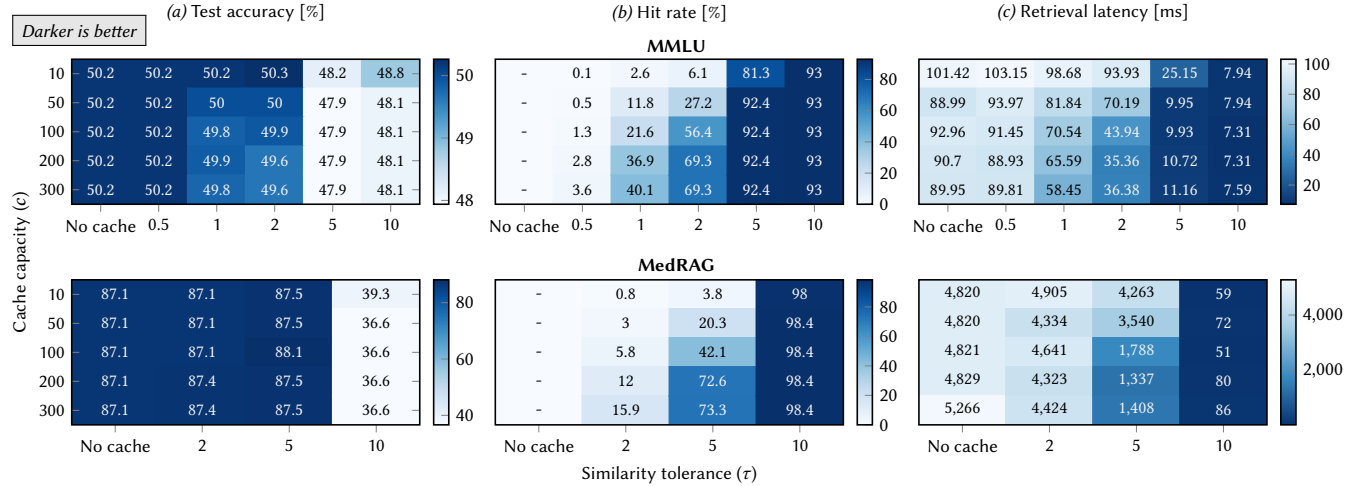 (a) Test accuracy [%] (b) Hit rate [%] (c) Retrieval latency [ms]
Darker is better
MMLU
10 50.2 50.2 50.2 50.3 48.2 48.8 - 0.1 2.6 6.1 81.3 93 101.42 103.15 98.68 93.93 25.15 7.94
50 50.2 50.2 50 50 47.9 48.1 - 0.5 11.8 27.2 92.4 93 88.99 93.97 81.84 70.19 9.95 7.94
100 50.2 50.2 49.8 49.9 47.9 48.1 - 1.3 21.6 56.4 92.4 93 92.96 91.45 70.54 43.94 9.93 7.31
200 50.2 50.2 49.9 49.6 47.9 48.1 - 2.8 36.9 69.3 92.4 93 90.7 88.93 65.59 35.36 10.72 7.31
300 50.2 50.2 49.8 49.6 47.9 48.1 - 3.6 40.1 69.3 92.4 93 89.95 89.81 58.45 36.38 11.16 7.59
No cache 0.5 1 2 5 10 No cache 0.5 1 2 5 10 No cache 0.5 1 2 5 10
50
49
48
80
60
40
20
0
100
80
60
40
20
Cache capacity (c)
MedRAG
10 87.1 87.1 87.5 39.3 - 0.8 3.8 98 4,820 4,905 4,263 59
50 87.1 87.1 87.5 36.6 - 3 20.3 98.4 4,820 4,334 3,540 72
100 87.1 87.1 88.1 36.6 - 5.8 42.1 98.4 4,821 4,641 1,788 51
200 87.1 87.4 87.5 36.6 - 12 72.6 98.4 4,829 4,323 1,337 80
300 87.1 87.4 87.5 36.6 - 15.9 73.3 98.4 5,266 4,424 1,408 86
No cache 2 5 10 No cache 2 5 10 No cache 2 5 10
80
60
40
80
60
40
20
0
4,000
2,000
Similarity tolerance (τ)